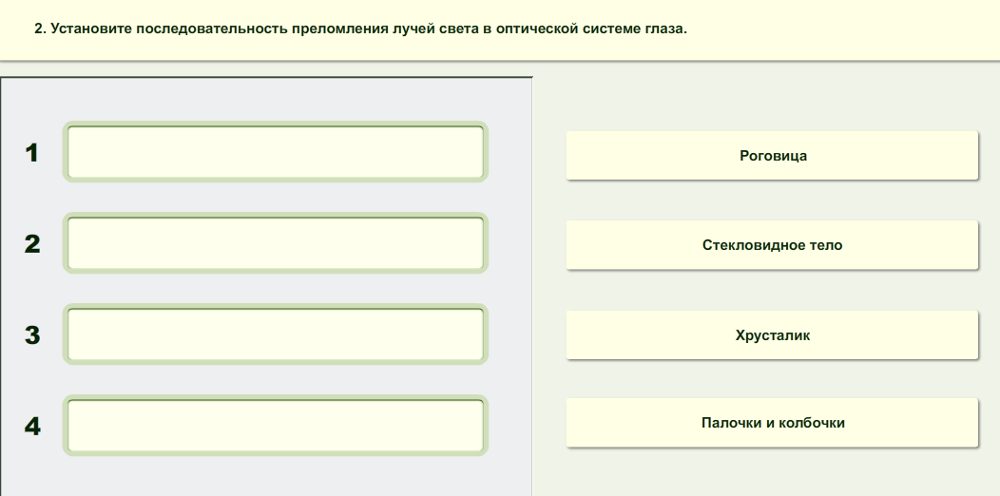 2. Установите последовательность преломления лучей света в оптической системе глаза.
1
Роговица
2
Стекловидное тело
3
Хрусталик
4
Палочки и колбочки